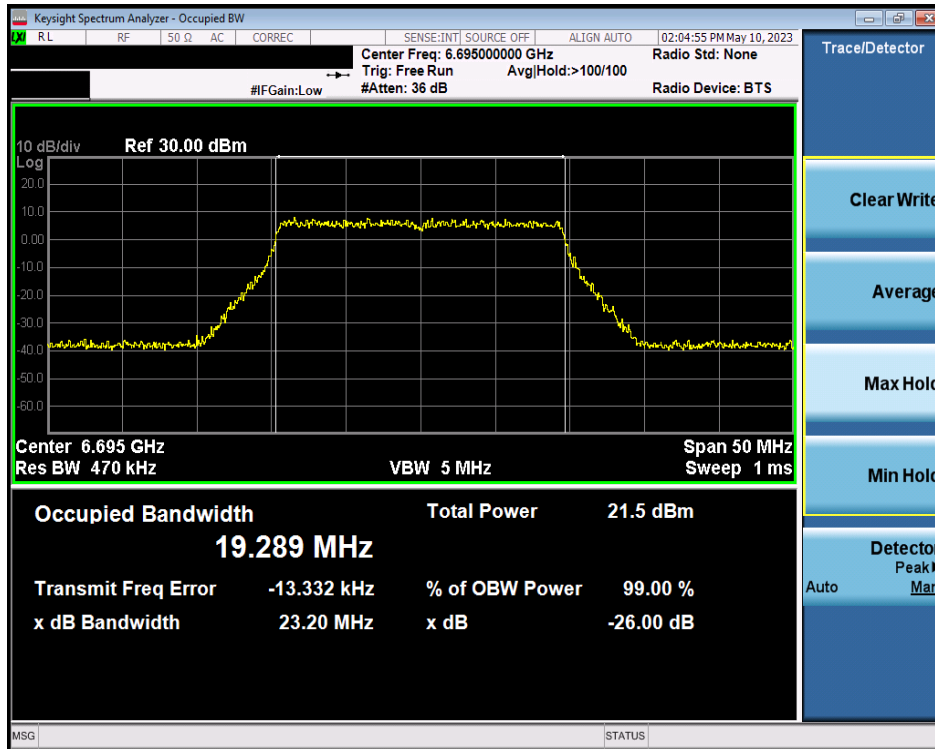 Keysight Spectrum Analyzer - Occupied BW
LXI RL RF 50 Ω AC CORREC SENSE:INT SOURCE OFF ALIGN AUTO 02:04:55 PM May 10, 2023
Center Freq: 6.695000000 GHz Radio Std: None
Trig: Free Run Avg|Hold:>100/100
#IFGain:Low #Atten: 36 dB Radio Device: BTS
10 dB/div Ref 30.00 dBm
Log
20.0
10.0
0.00
-10.0
-20.0
-30.0
-40.0
-50.0
-60.0
Center 6.695 GHz Span 50 MHz
Res BW 470 kHz VBW 5 MHz Sweep 1 ms
Occupied Bandwidth Total Power 21.5 dBm
19.289 MHz
Transmit Freq Error -13.332 kHz % of OBW Power 99.00 %
x dB Bandwidth 23.20 MHz x dB -26.00 dB
MSG STATUS
Trace/Detector
Clear Write
Average
Max Hold
Min Hold
Detector
Peak
Auto Man